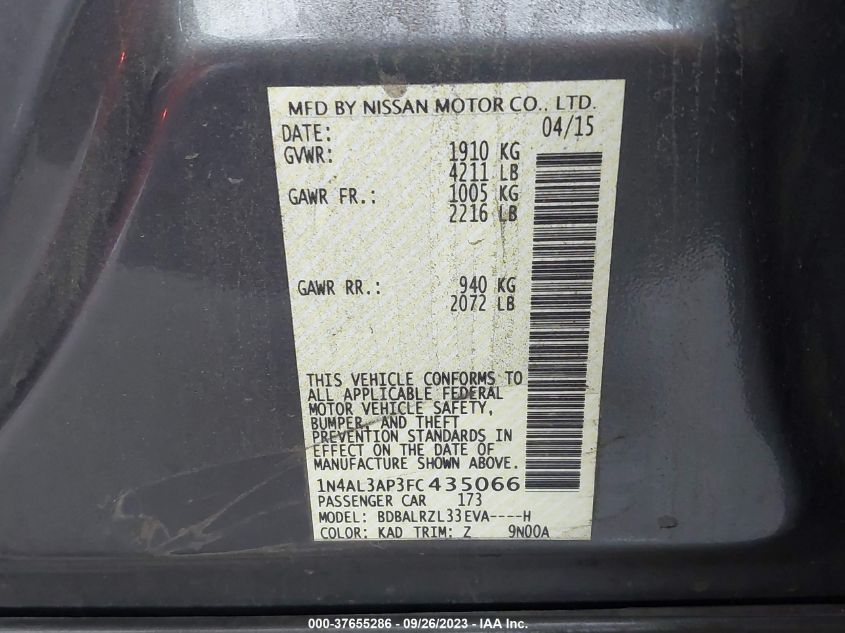 MFD BY NISSAN MOTOR CO., LTD.
DATE: 04/15
GVWR: 1910 KG
4211 LB
GAWR FR.: 1005 KG
2216 LB
GAWR RR.: 940 KG
2072 LB
THIS VEHICLE CONFORMS TO
ALL APPLICABLE FEDERAL
MOTOR VEHICLE SAFETY,
BUMPER, AND THEFT
PREVENTION STANDARDS IN
EFFECT ON THE DATE OF
MANUFACTURE SHOWN ABOVE.
1N4AL3AP3FC435066
PASSENGER CAR 173
MODEL: BDBALRZL33EVA----H
COLOR: KAD TRIM: Z 9N00A
000-37655286 - 09/26/2023 - IAA Inc.